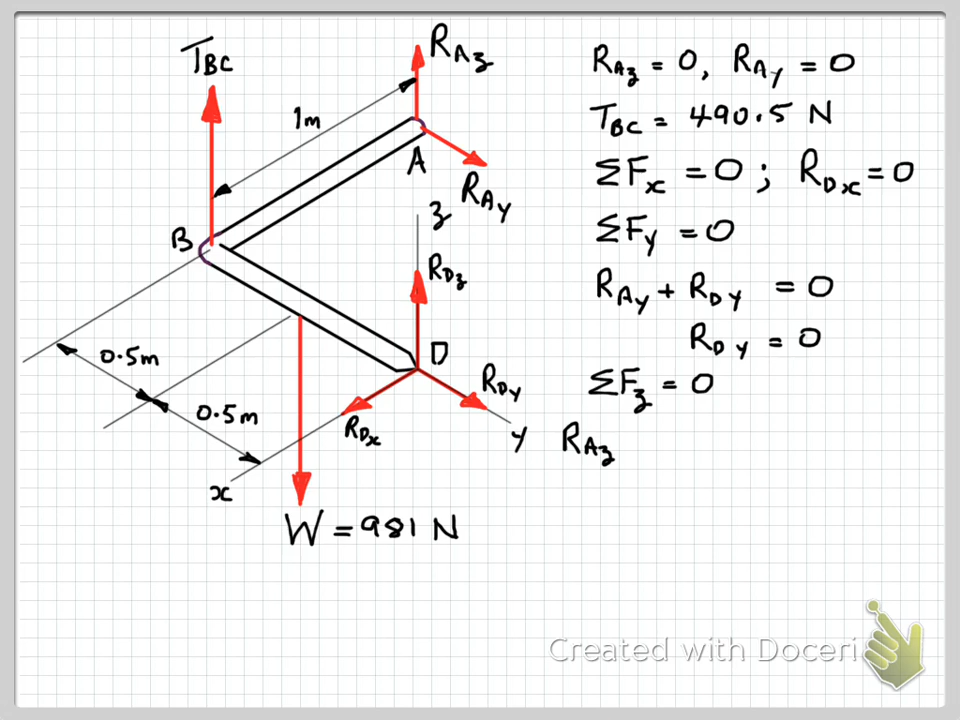 T_BC
R_Az
1m
A
R_Ay
z
B
R_Dz
D
0.5m
R_Dy
0.5m
R_Dx
y
x
W = 981 N
R_Az = 0, R_Ay = 0
T_BC = 490.5 N
ΣF_x = 0 ; R_Dx = 0
ΣF_y = 0
R_Ay + R_Dy = 0
R_Dy = 0
ΣF_z = 0
R_Az
Created with Doceri